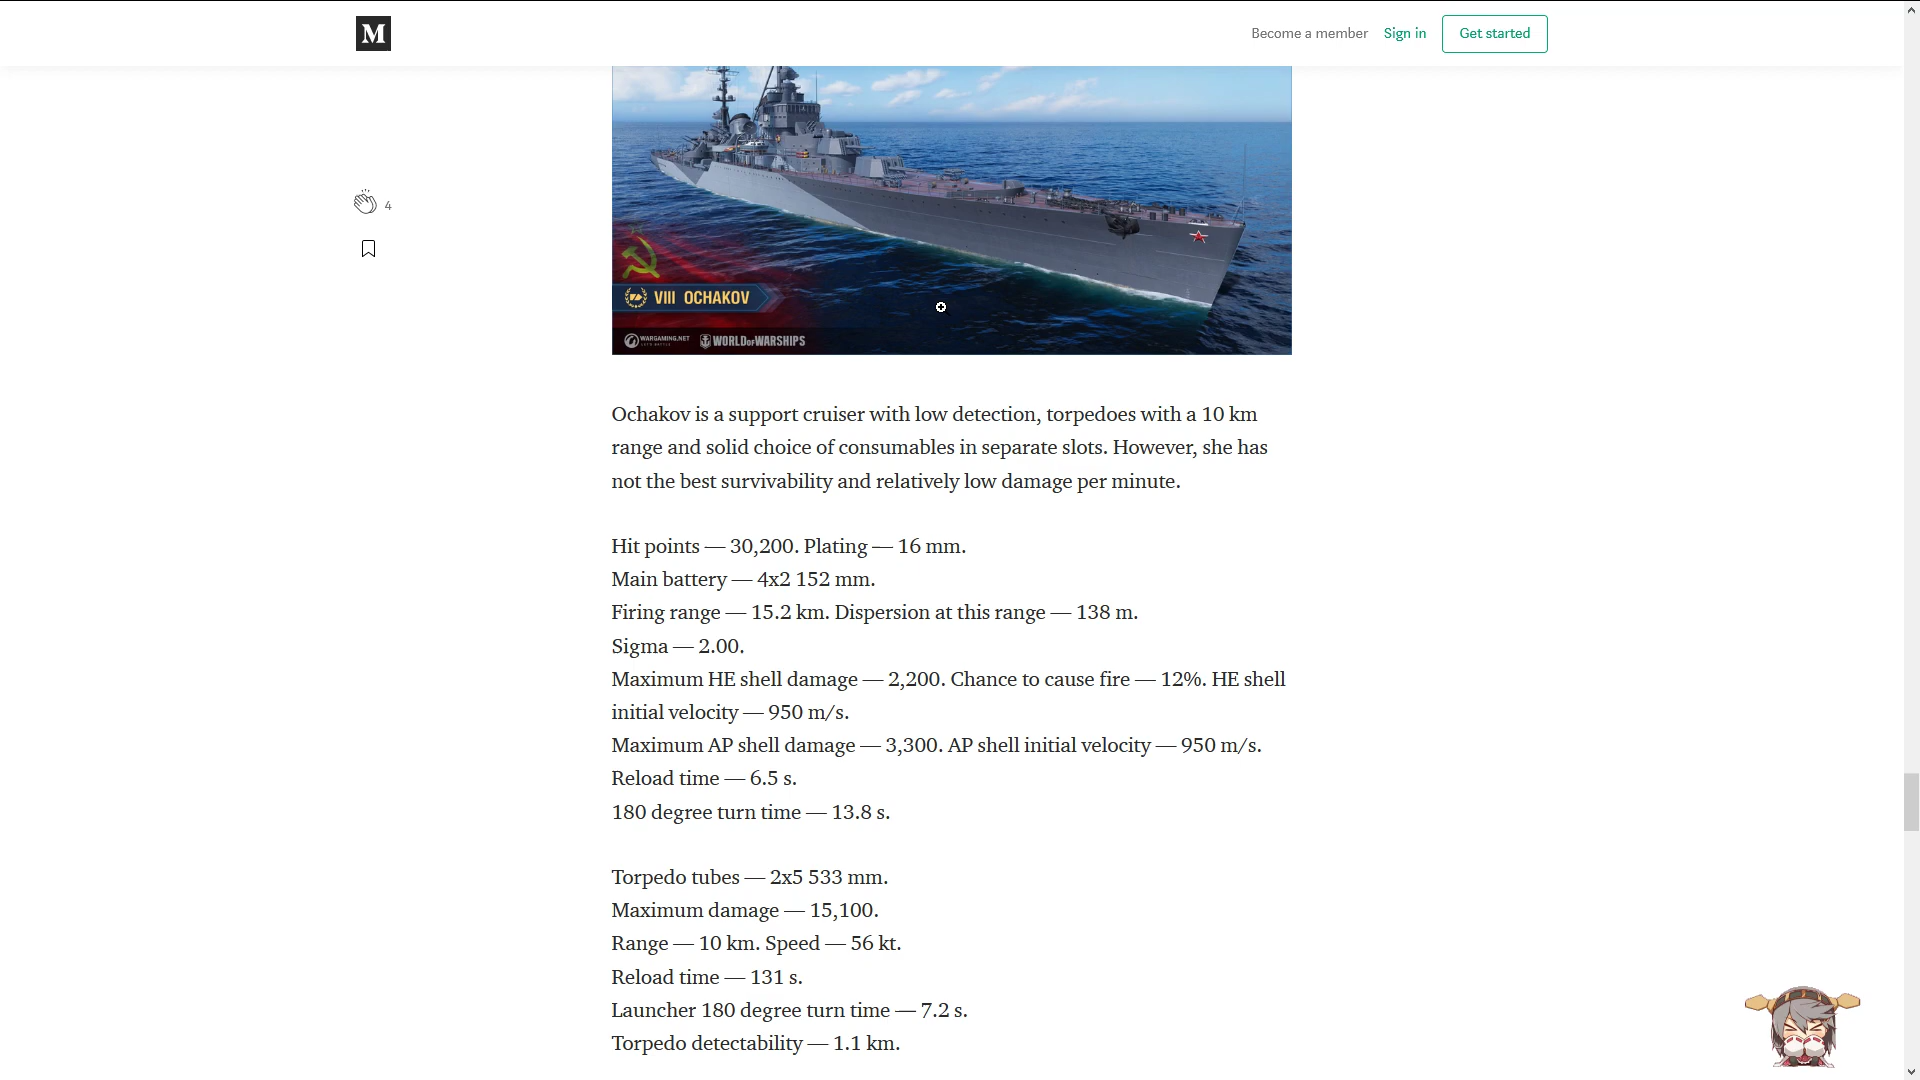 M
Become a member Sign in Get started
4
VIII OCHAKOV
WARGAMING.NET
LET'S BATTLE
WORLD OF WARSHIPS
Ochakov is a support cruiser with low detection, torpedoes with a 10 km
range and solid choice of consumables in separate slots. However, she has
not the best survivability and relatively low damage per minute.
Hit points — 30,200. Plating — 16 mm.
Main battery — 4x2 152 mm.
Firing range — 15.2 km. Dispersion at this range — 138 m.
Sigma — 2.00.
Maximum HE shell damage — 2,200. Chance to cause fire — 12%. HE shell
initial velocity — 950 m/s.
Maximum AP shell damage — 3,300. AP shell initial velocity — 950 m/s.
Reload time — 6.5 s.
180 degree turn time — 13.8 s.
Torpedo tubes — 2x5 533 mm.
Maximum damage — 15,100.
Range — 10 km. Speed — 56 kt.
Reload time — 131 s.
Launcher 180 degree turn time — 7.2 s.
Torpedo detectability — 1.1 km.